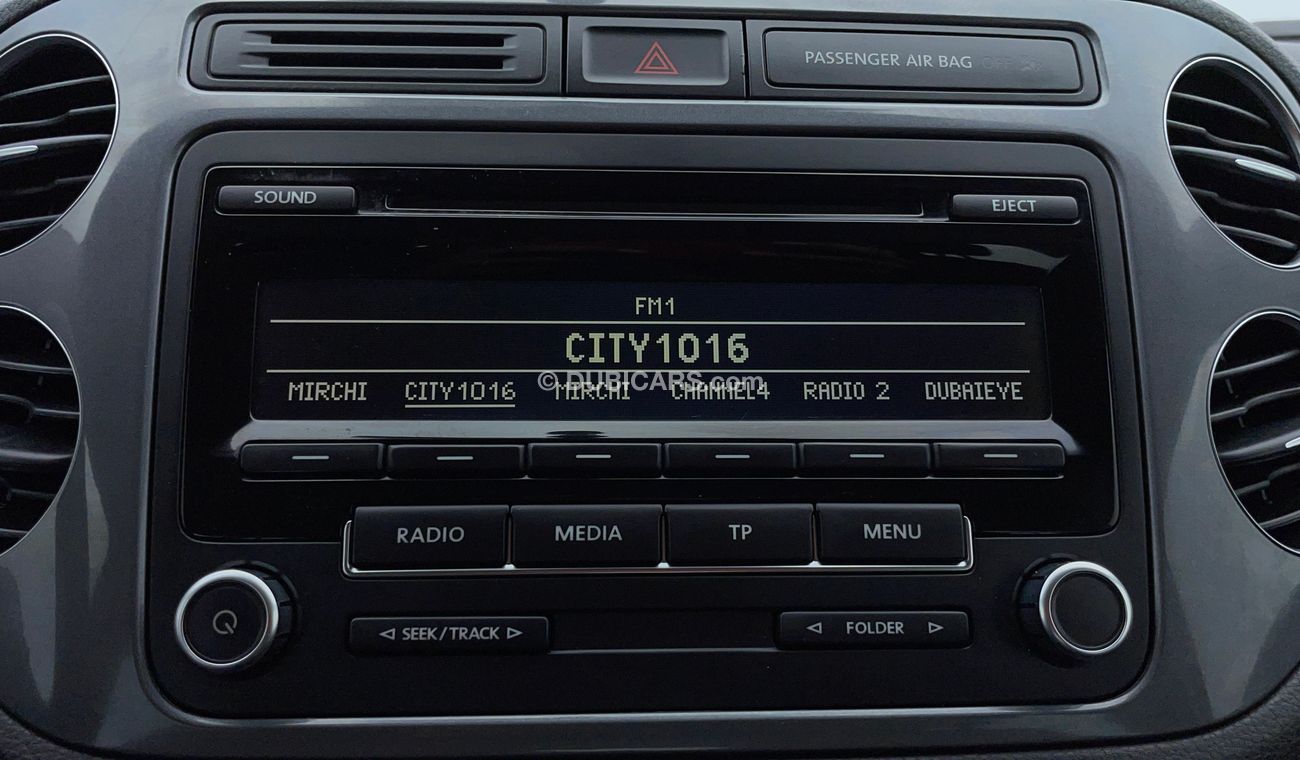 PASSENGER AIR BAG OFF
SOUND
EJECT
FM1
CITY1016
© DUBICARS.com
MIRCHI CITY1016 MIRCHI CHANNEL4 RADIO 2 DUBAIEYE
RADIO MEDIA TP MENU
SEEK/TRACK
FOLDER